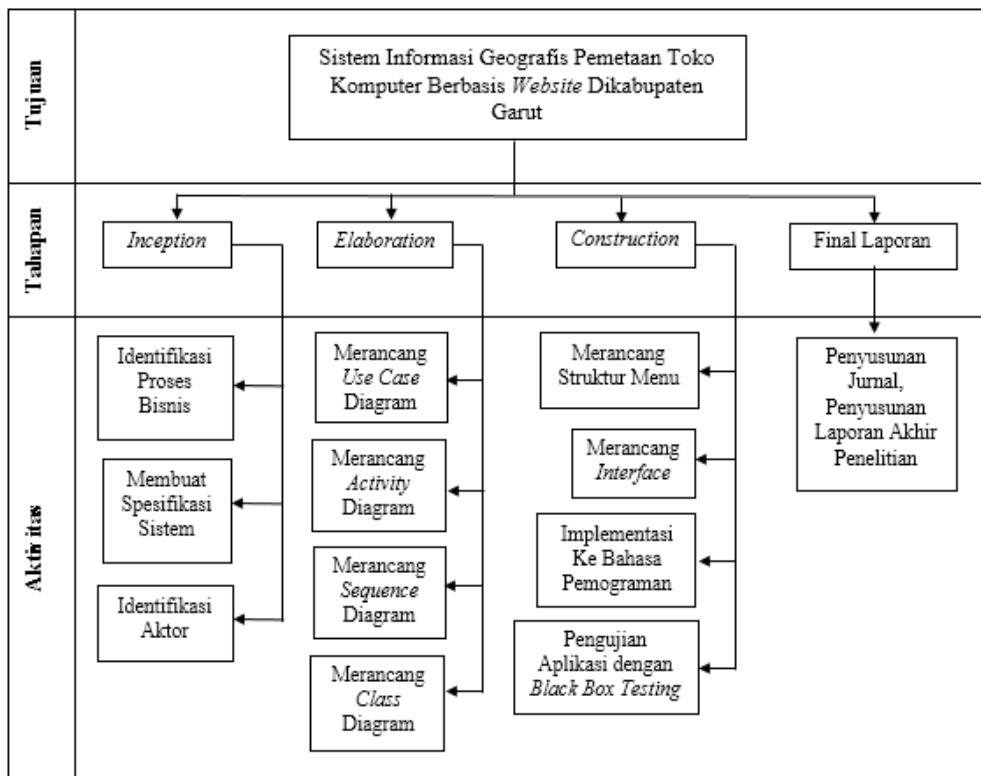 Tujuan
Sistem Informasi Geografis Pemetaan Toko
Komputer Berbasis Website Dikabupaten
Garut
Tahapan
Inception
Elaboration
Construction
Final Laporan
Aktivitas
Identifikasi
Proses
Bisnis
Membuat
Spesifikasi
Sistem
Identifikasi
Aktor
Merancang
Use Case
Diagram
Merancang
Activity
Diagram
Merancang
Sequence
Diagram
Merancang
Class
Diagram
Merancang
Struktur Menu
Merancang
Interface
Implementasi
Ke Bahasa
Pemograman
Pengujian
Aplikasi dengan
Black Box Testing
Penyusunan
Jurnal,
Penyusunan
Laporan Akhir
Penelitian